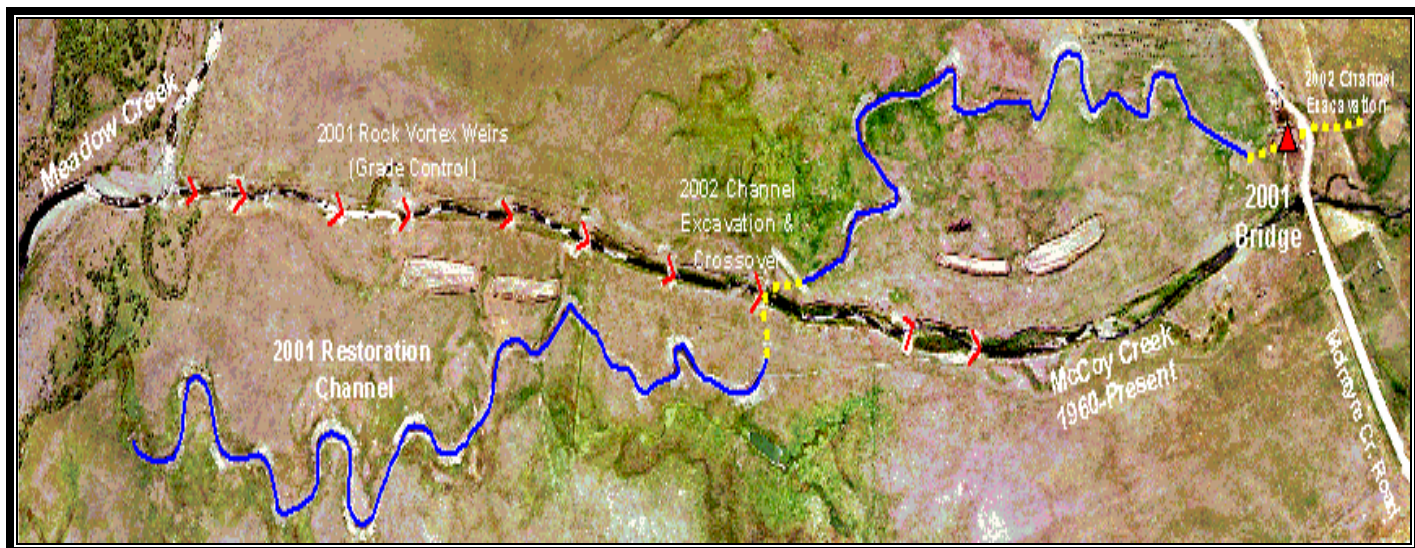 Meadow Creek
2001 Rock Vortex Weirs
(Grade Control)
2002 Channel
Excavation &
Crossover
2002 Channel
Exacavation
2001
Bridge
2001 Restoration
Channel
McCoy Creek
1960-Present
McIntyre Cr. Road